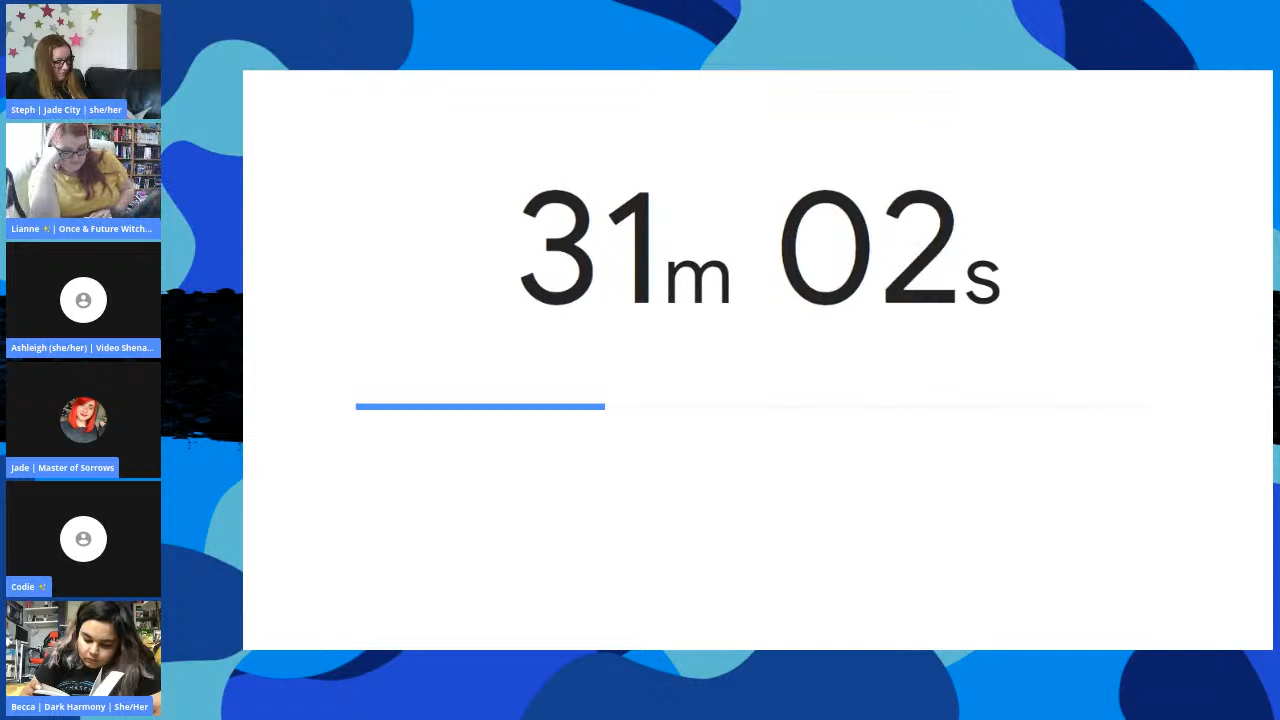 Steph | Jade City | she/her
Lianne ✨ | Once & Future Witch...
Ashleigh (she/her) | Video Shena...
Jade | Master of Sorrows
Codie ✨
Becca | Dark Harmony | She/Her
31m 02s